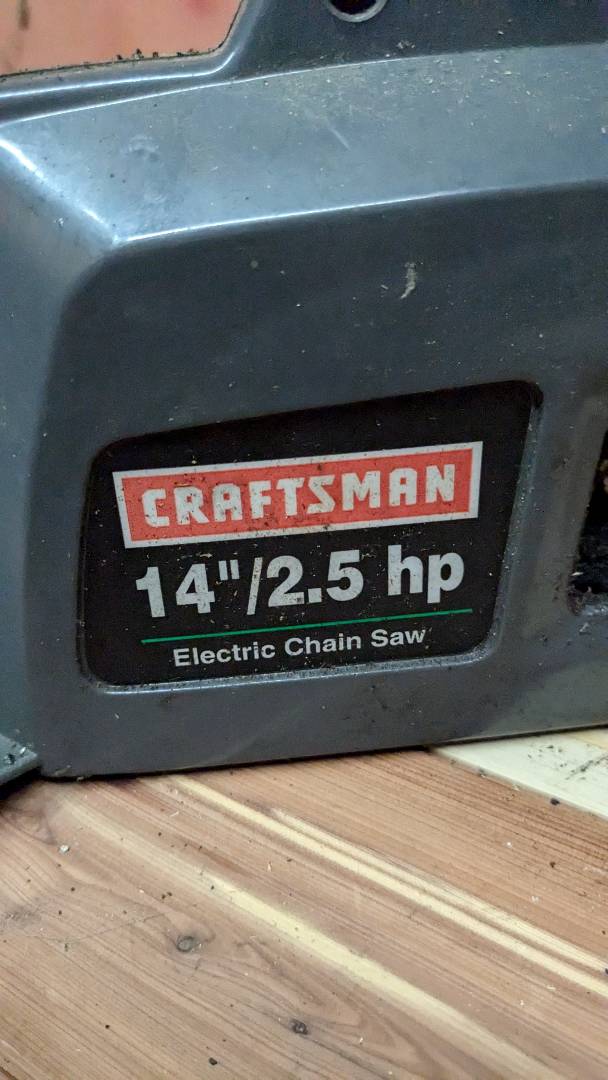 CRAFTSMAN
14"/2.5 hp
Electric Chain Saw